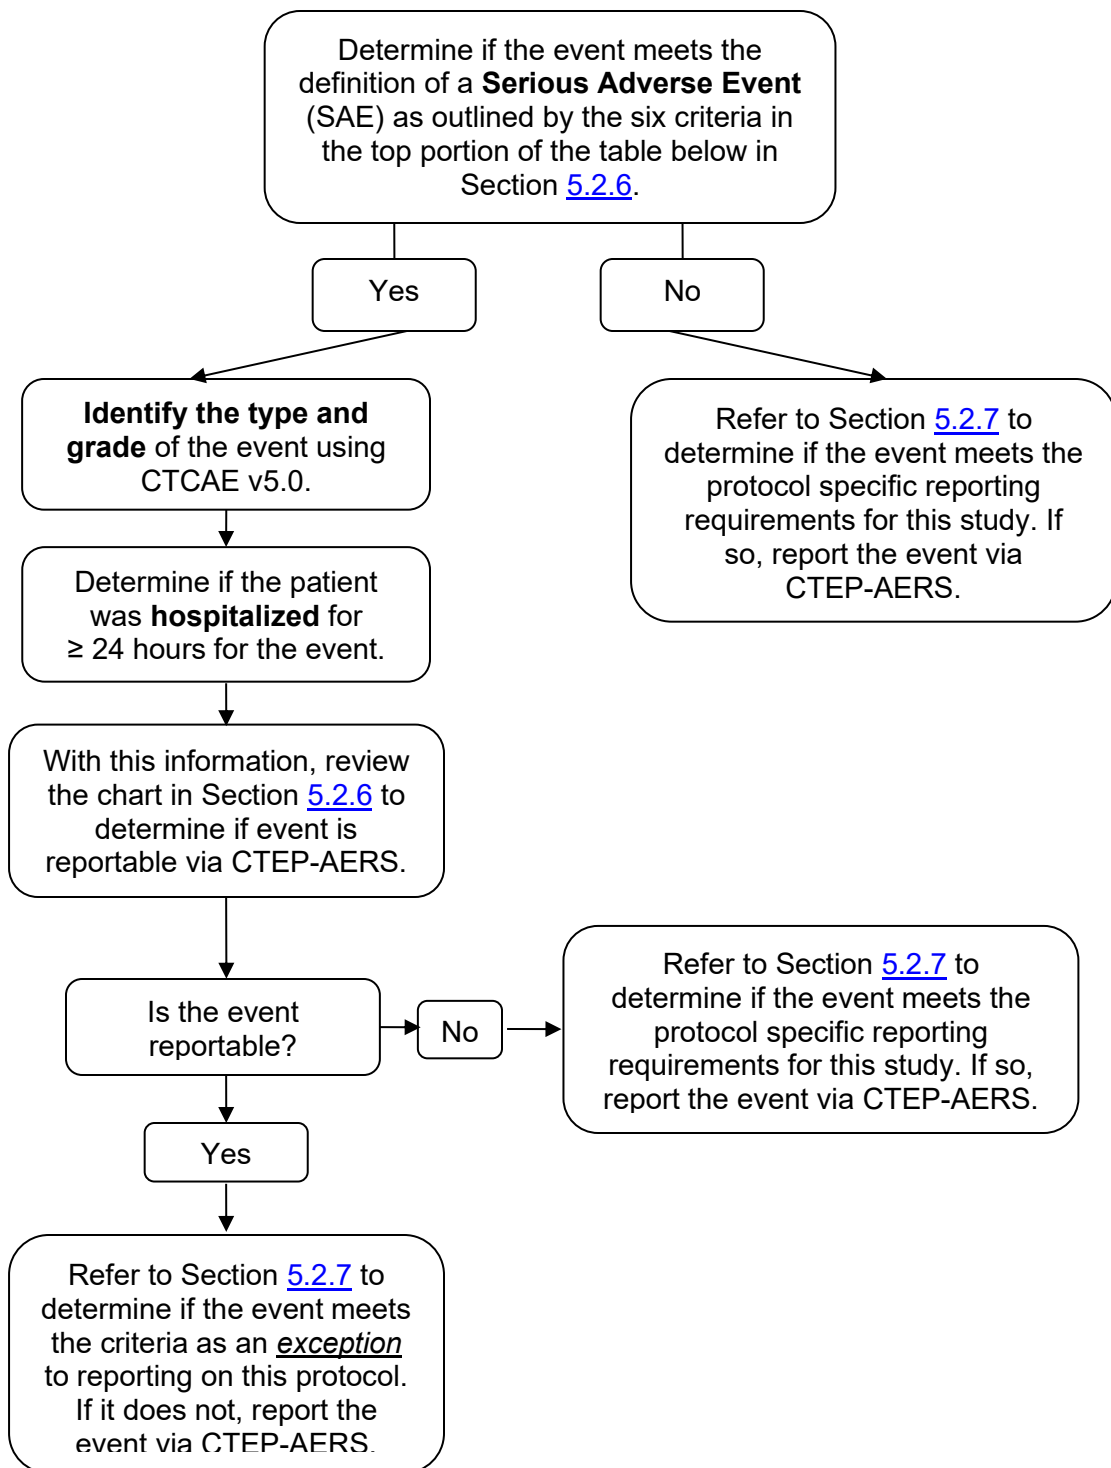 Determine if the event meets the
definition of a Serious Adverse Event
(SAE) as outlined by the six criteria in
the top portion of the table below in
Section 5.2.6.
Yes
No
Identify the type and
grade of the event using
CTCAE v5.0.
Refer to Section 5.2.7 to
determine if the event meets the
protocol specific reporting
requirements for this study. If
so, report the event via
CTEP-AERS.
Determine if the patient
was hospitalized for
≥ 24 hours for the event.
With this information, review
the chart in Section 5.2.6 to
determine if event is
reportable via CTEP-AERS.
Is the event
reportable?
No
Refer to Section 5.2.7 to
determine if the event meets the
protocol specific reporting
requirements for this study. If so,
report the event via CTEP-AERS.
Yes
Refer to Section 5.2.7 to
determine if the event meets
the criteria as an exception
to reporting on this protocol.
If it does not, report the
event via CTEP-AERS.